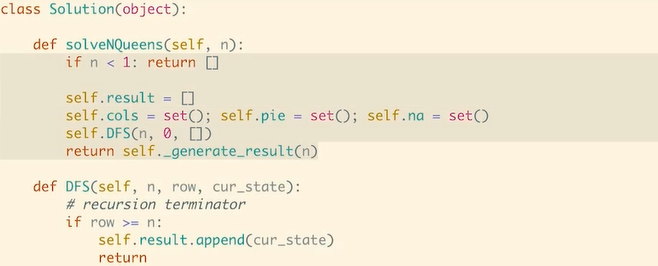 class Solution(object):
def solveNQueens(self, n):
if n < 1: return []
self.result = []
self.cols = set(); self.pie = set(); self.na = set()
self.DFS(n, 0, [])
return self._generate_result(n)
def DFS(self, n, row, cur_state):
# recursion terminator
if row >= n:
self.result.append(cur_state)
return